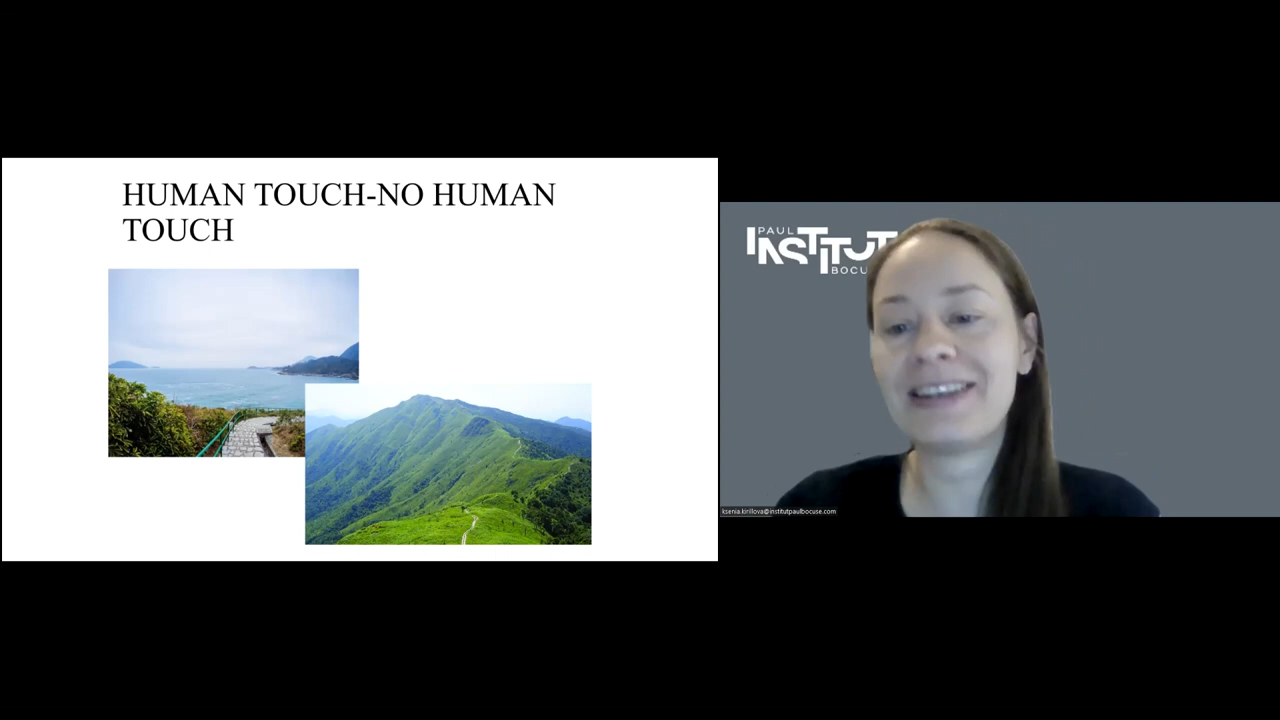 HUMAN TOUCH-NO HUMAN
TOUCH
PAUL
INSTITUT
BOCU
ksenia.kirillova@institutpaulbocuse.com